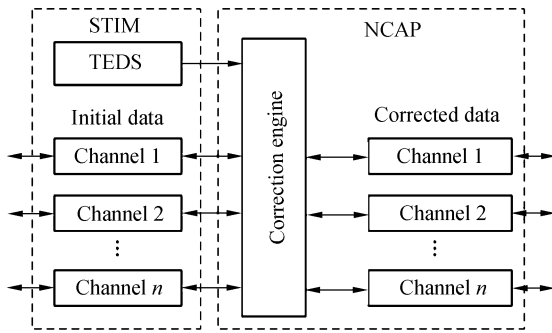 STIM
TEDS
Initial data
Channel 1
Channel 2
⋮
Channel n
NCAP
Correction engine
Corrected data
Channel 1
Channel 2
⋮
Channel n